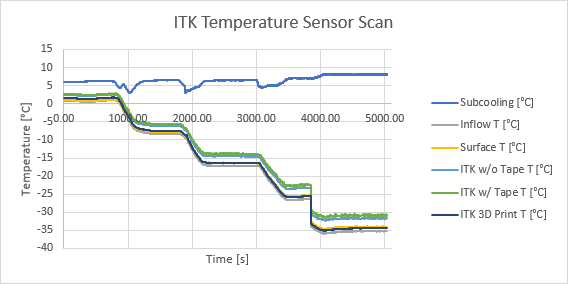 ITK Temperature Sensor Scan
15
10
5
0
-5
-10
-15
-20
-25
-30
-35
-40
Temperature [°C]
0.00 1000.00 2000.00 3000.00 4000.00 5000.00
Time [s]
Subcooling [°C]
Inflow T [°C]
Surface T [°C]
ITK w/o Tape T [°C]
ITK w/ Tape T [°C]
ITK 3D Print T [°C]